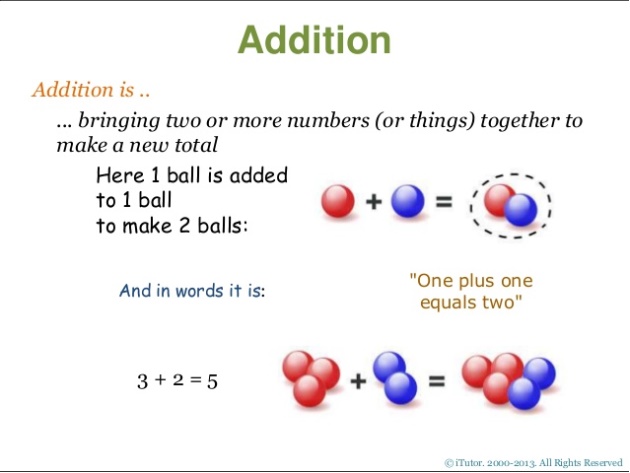 Addition
Addition is ..
... bringing two or more numbers (or things) together to
make a new total
Here 1 ball is added
to 1 ball
to make 2 balls:
+ =
And in words it is:
"One plus one
equals two"
3 + 2 = 5
+ =
© iTutor. 2000-2013. All Rights Reserved